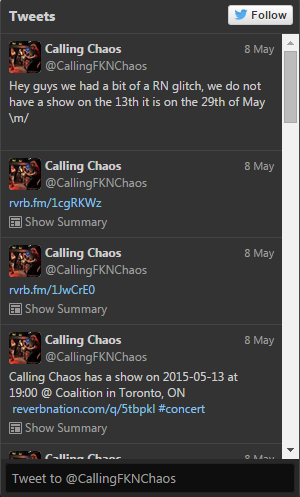 Tweets
Follow
Calling Chaos 8 May
@CallingFKNChaos
Hey guys we had a bit of a RN glitch, we do not
have a show on the 13th it is on the 29th of May
\m/
Calling Chaos 8 May
@CallingFKNChaos
rvrb.fm/1cgRKWz
Show Summary
Calling Chaos 8 May
@CallingFKNChaos
rvrb.fm/1JwCrE0
Show Summary
Calling Chaos 8 May
@CallingFKNChaos
Calling Chaos has a show on 2015-05-13 at
19:00 @ Coalition in Toronto, ON
reverbnation.com/q/5tbpkl #concert
Show Summary
Calling Chaos 8 May
Tweet to @CallingFKNChaos